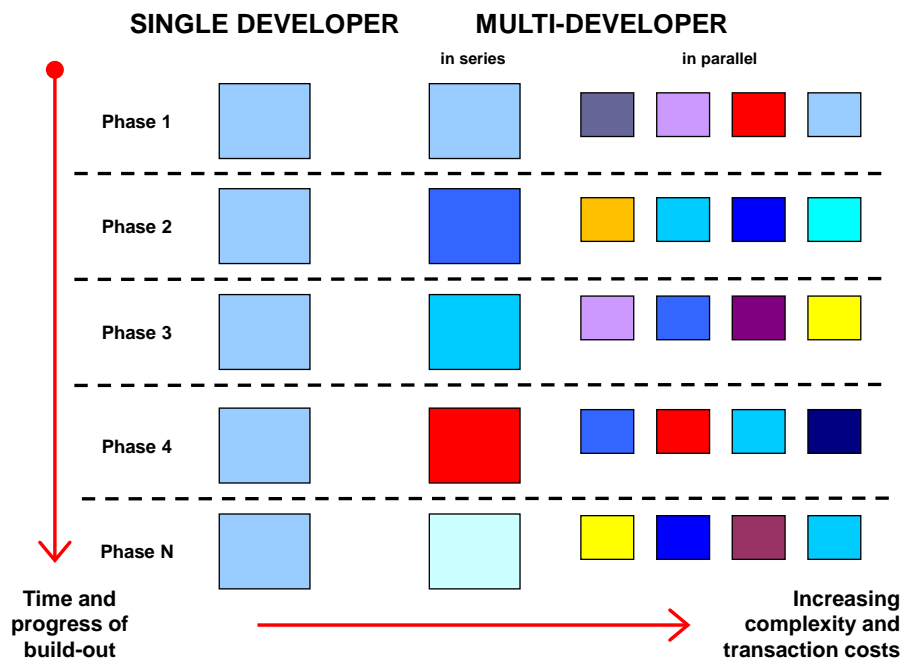 SINGLE DEVELOPER
MULTI-DEVELOPER
in series
in parallel
Phase 1
Phase 2
Phase 3
Phase 4
Phase N
Time and
progress of
build-out
Increasing
complexity and
transaction costs